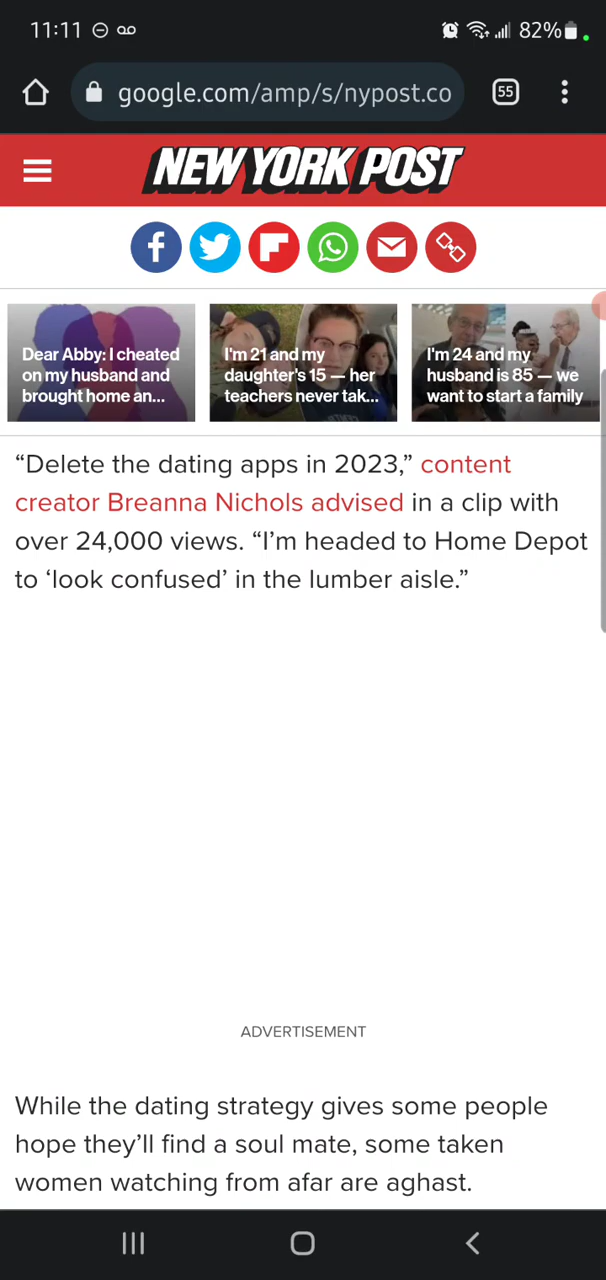 11:11
82%
google.com/amp/s/nypost.co
55
NEW YORK POST
Dear Abby: I cheated
on my husband and
brought home an...
I'm 21 and my
daughter's 15 — her
teachers never tak...
I'm 24 and my
husband is 85 — we
want to start a family
“Delete the dating apps in 2023,” content
creator Breanna Nichols advised in a clip with
over 24,000 views. “I’m headed to Home Depot
to ‘look confused’ in the lumber aisle.”
ADVERTISEMENT
While the dating strategy gives some people
hope they’ll find a soul mate, some taken
women watching from afar are aghast.